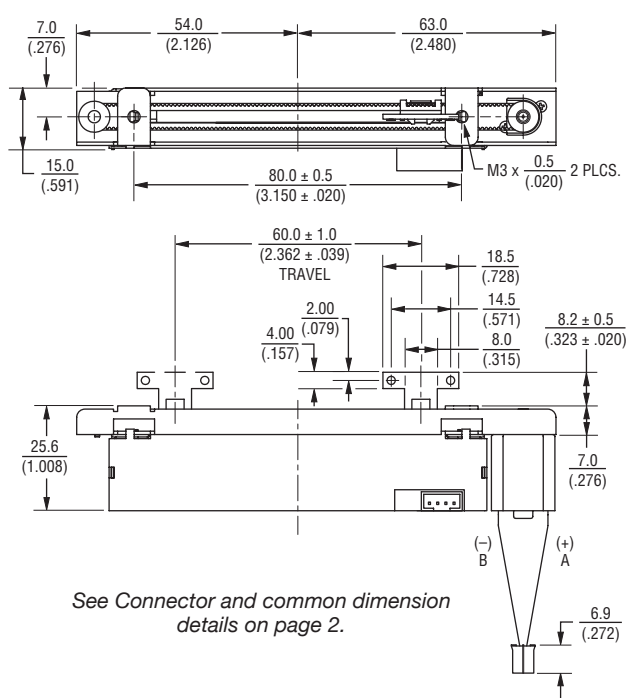 7.0
(.276)
54.0
(2.126)
63.0
(2.480)
15.0
(.591)
80.0 ± 0.5
(3.150 ± .020)
M3 x 0.5 2 PLCS.
(.020)
60.0 ± 1.0
(2.362 ± .039)
TRAVEL
18.5
(.728)
14.5
(.571)
8.0
(.315)
8.2 ± 0.5
(.323 ± .020)
2.00
(.079)
4.00
(.157)
25.6
(1.008)
7.0
(.276)
(–)
B
(+)
A
See Connector and common dimension
details on page 2.
6.9
(.272)